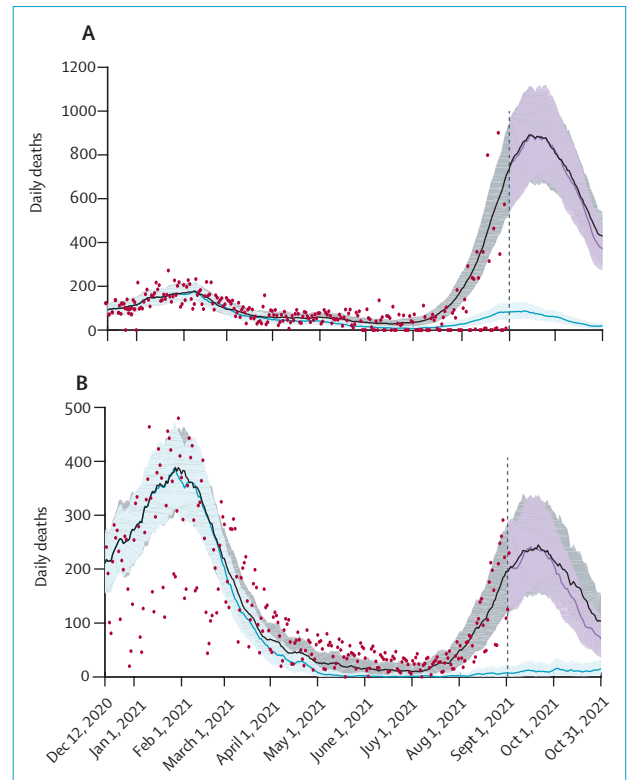 A
1200
1000
800
600
400
200
0
Daily deaths
B
500
400
300
200
100
0
Daily deaths
Dec 12, 2020
Jan 1, 2021
Feb 1, 2021
March 1, 2021
April 1, 2021
May 1, 2021
June 1, 2021
Juy 1, 2021
Aug 1, 2021
Sept 1, 2021
Oct 1, 2021
Oct 31, 2021